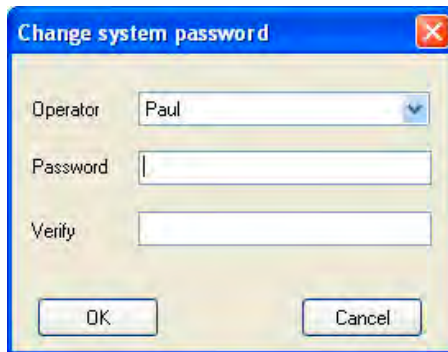 Change system password
Operator Paul
Password
Verify
OK Cancel